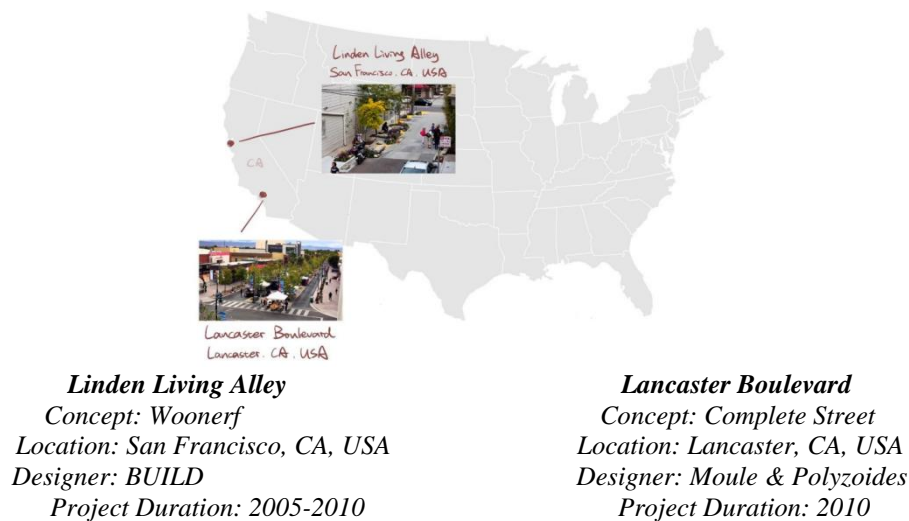 Linden Living Alley
San Francisco, CA, USA
CA
Lancaster Boulevard
Lancaster, CA, USA
Linden Living Alley
Concept: Woonerf
Location: San Francisco, CA, USA
Designer: BUILD
Project Duration: 2005-2010
Lancaster Boulevard
Concept: Complete Street
Location: Lancaster, CA, USA
Designer: Moule & Polyzoides
Project Duration: 2010